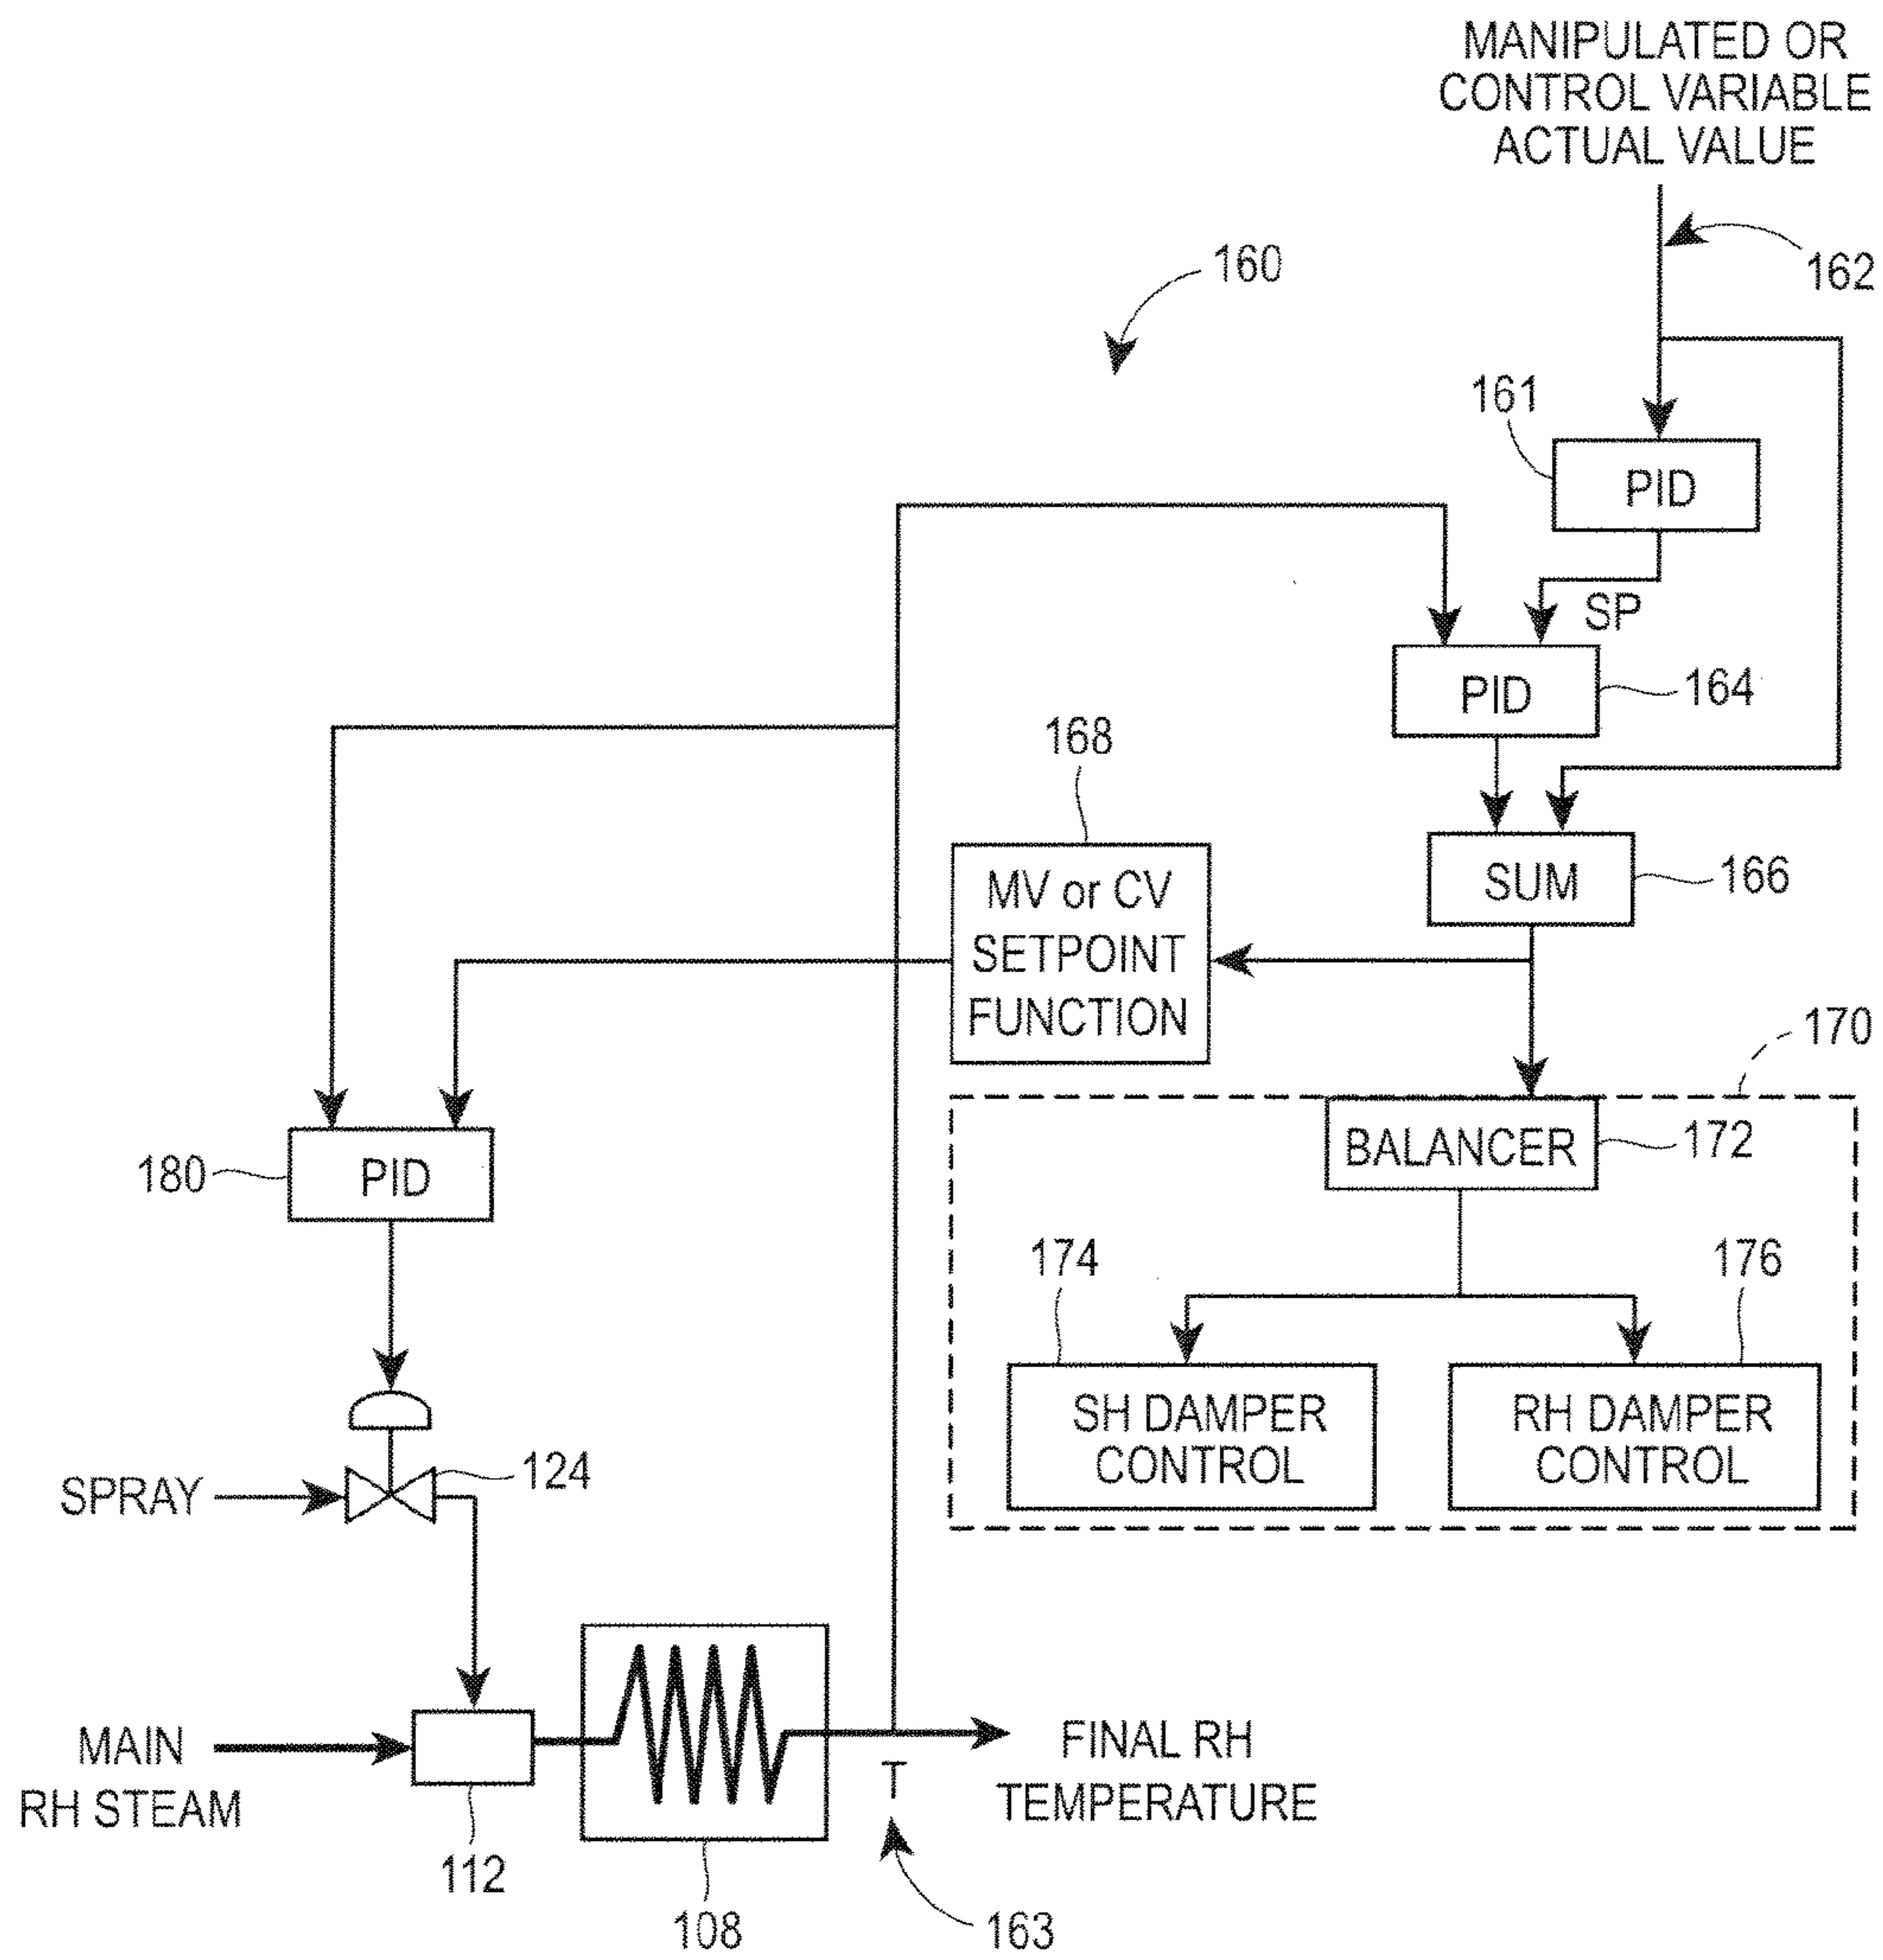 MANIPULATED OR
CONTROL VARIABLE
ACTUAL VALUE
160
162
161
PID
SP
PID
164
168
MV or CV
SETPOINT
FUNCTION
SUM
166
170
180
PID
BALANCER
172
174
176
SH DAMPER
CONTROL
RH DAMPER
CONTROL
SPRAY
124
MAIN
RH STEAM
FINAL RH
TEMPERATURE
T
112
108
163